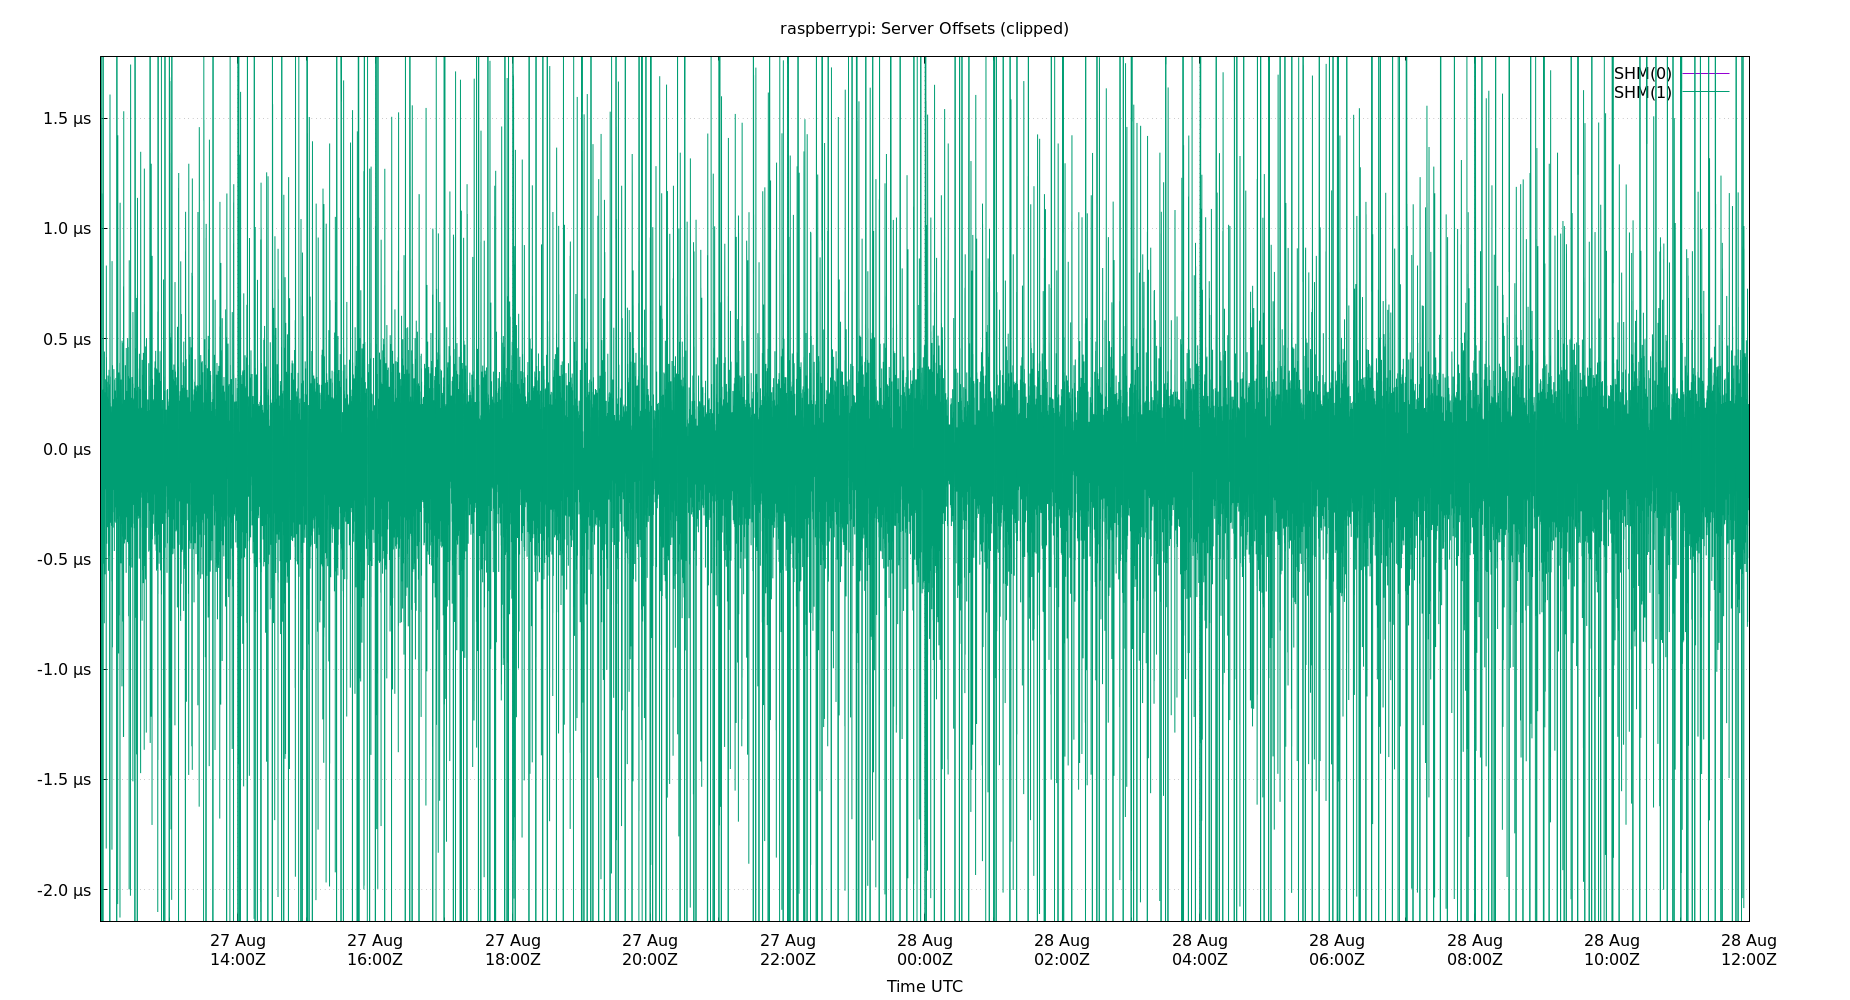 raspberrypi: Server Offsets (clipped)
SHM(0)
SHM(1)
1.5 µs
1.0 µs
0.5 µs
0.0 µs
-0.5 µs
-1.0 µs
-1.5 µs
-2.0 µs
27 Aug 27 Aug 27 Aug 27 Aug 27 Aug 28 Aug 28 Aug 28 Aug 28 Aug 28 Aug 28 Aug 28 Aug
14:00Z 16:00Z 18:00Z 20:00Z 22:00Z 00:00Z 02:00Z 04:00Z 06:00Z 08:00Z 10:00Z 12:00Z
Time UTC